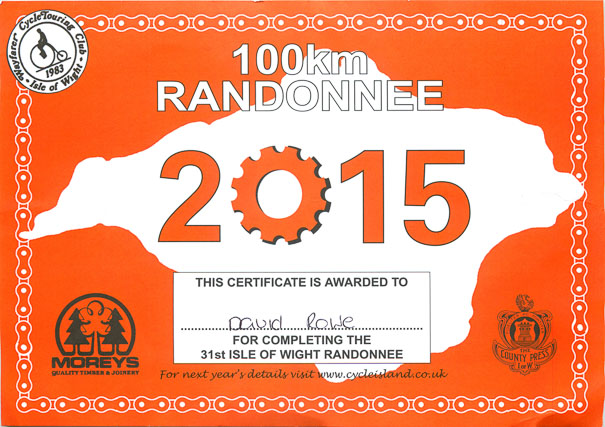 Wayfarer CycleTouring Club
1983
Isle of Wight
100km
RANDONNEE
2015
THIS CERTIFICATE IS AWARDED TO
David Rowe
FOR COMPLETING THE
31st ISLE OF WIGHT RANDONNEE
For next year's details visit www.cycleisland.co.uk
MOREYS
QUALITY TIMBER & JOINERY
THE
COUNTY PRESS
I of W